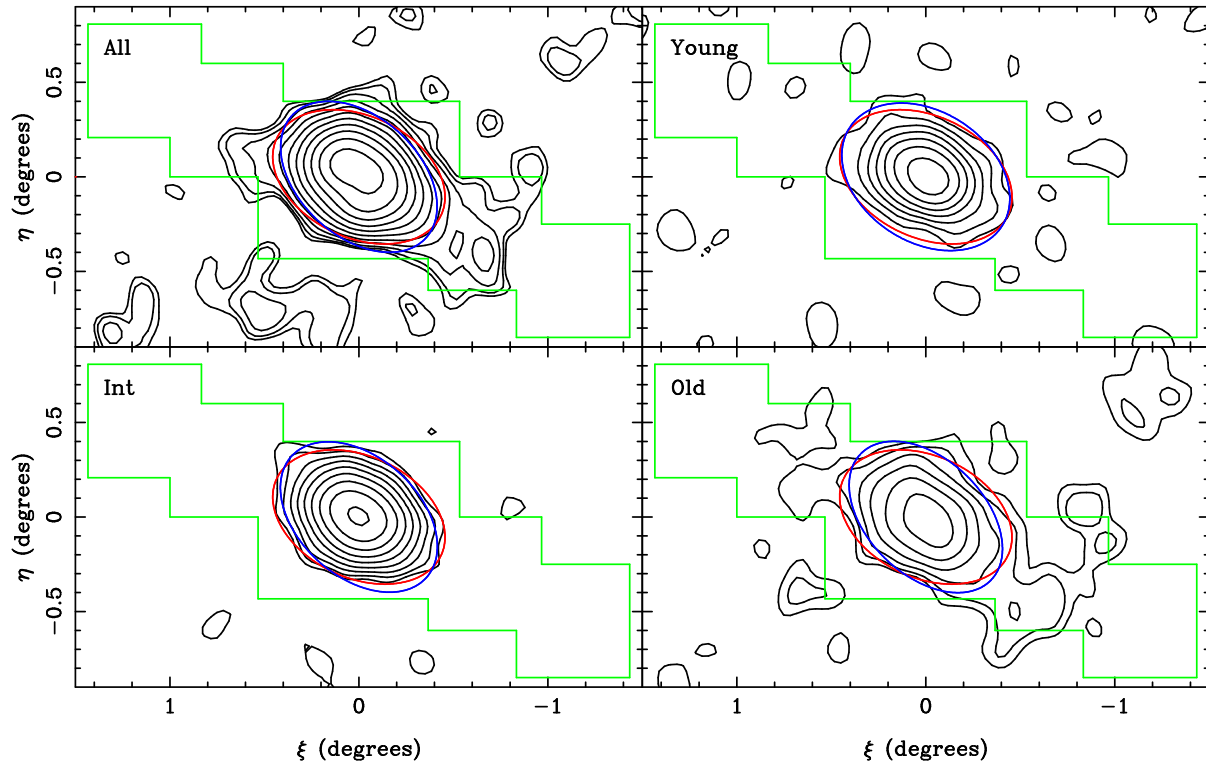 All
Young
0.5
0
−0.5
η (degrees)
Int
Old
0.5
0
−0.5
η (degrees)
1
0
−1
1
0
−1
ξ (degrees)
ξ (degrees)